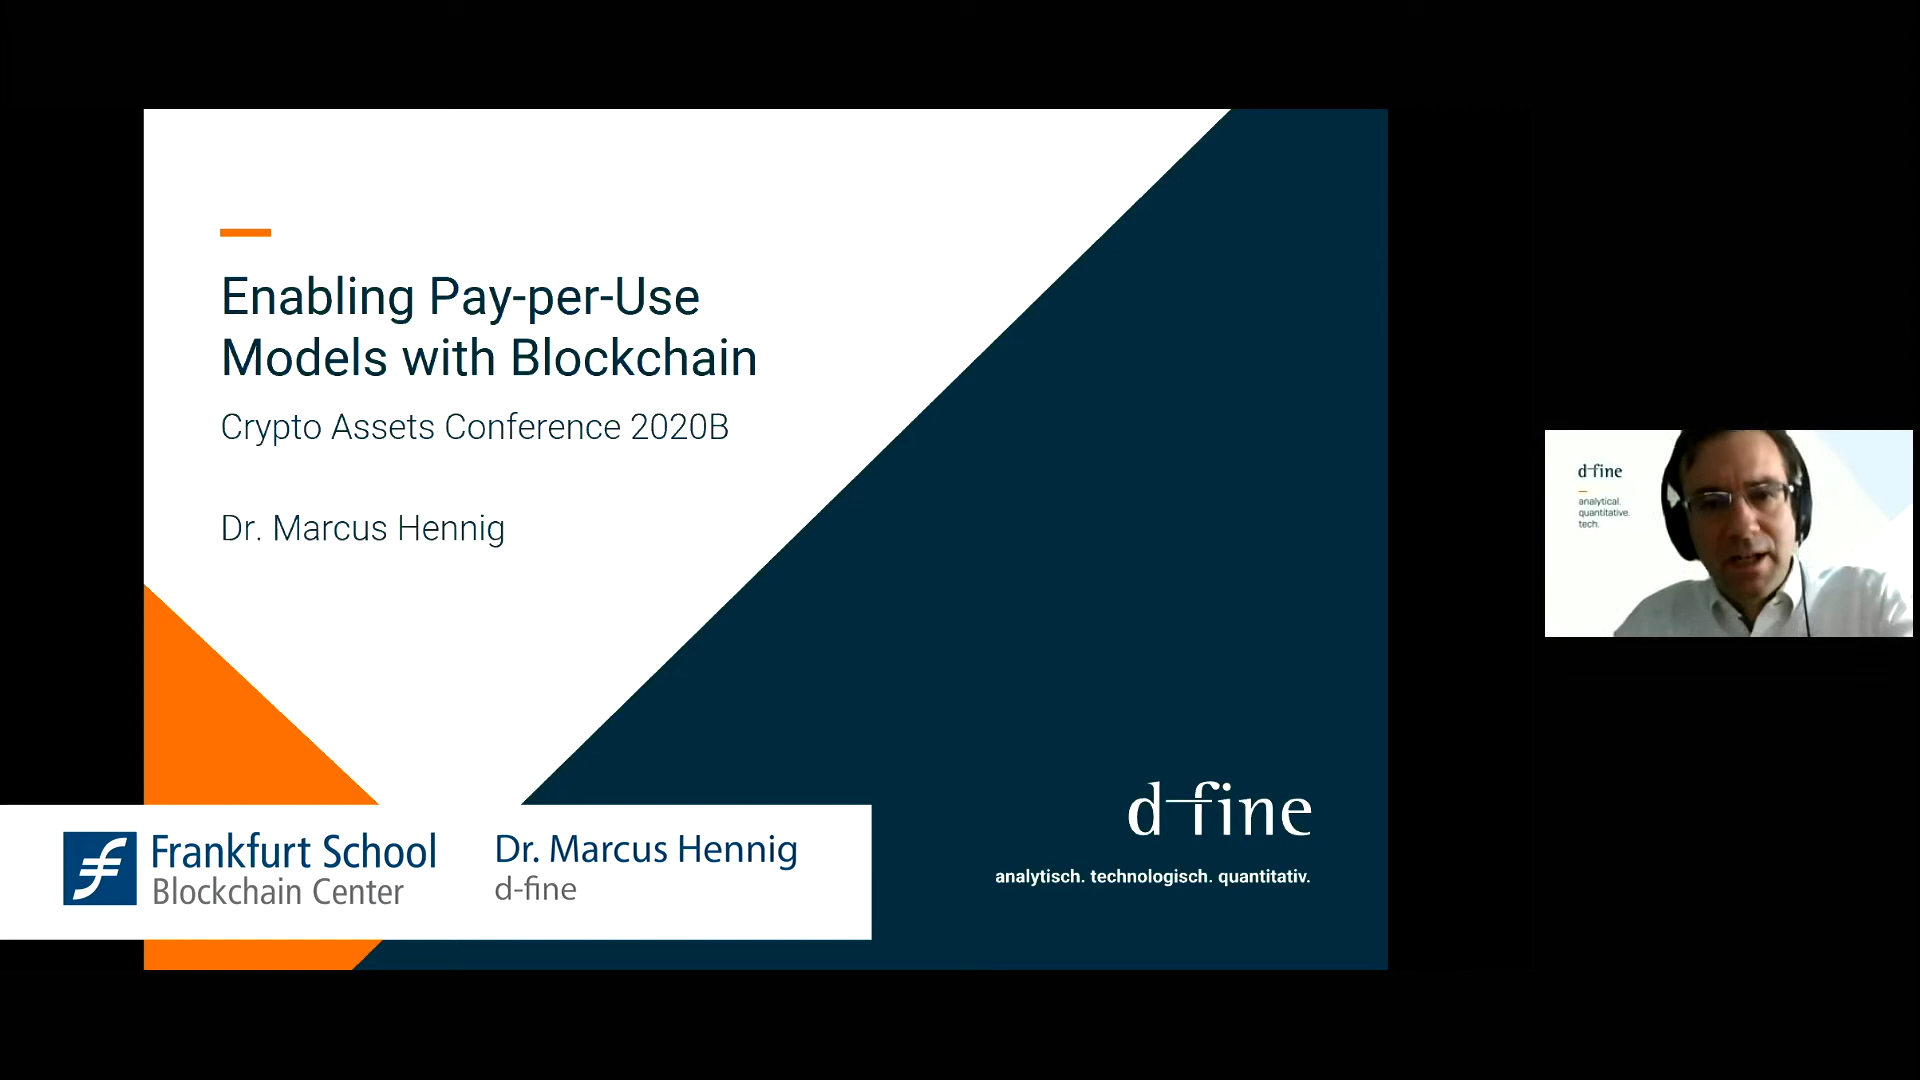 Enabling Pay-per-Use
Models with Blockchain
Crypto Assets Conference 2020B
Dr. Marcus Hennig
d-fine
analytisch. technologisch. quantitativ.
Frankfurt School
Blockchain Center
Dr. Marcus Hennig
d-fine
d-fine
analytical.
quantitative.
tech.